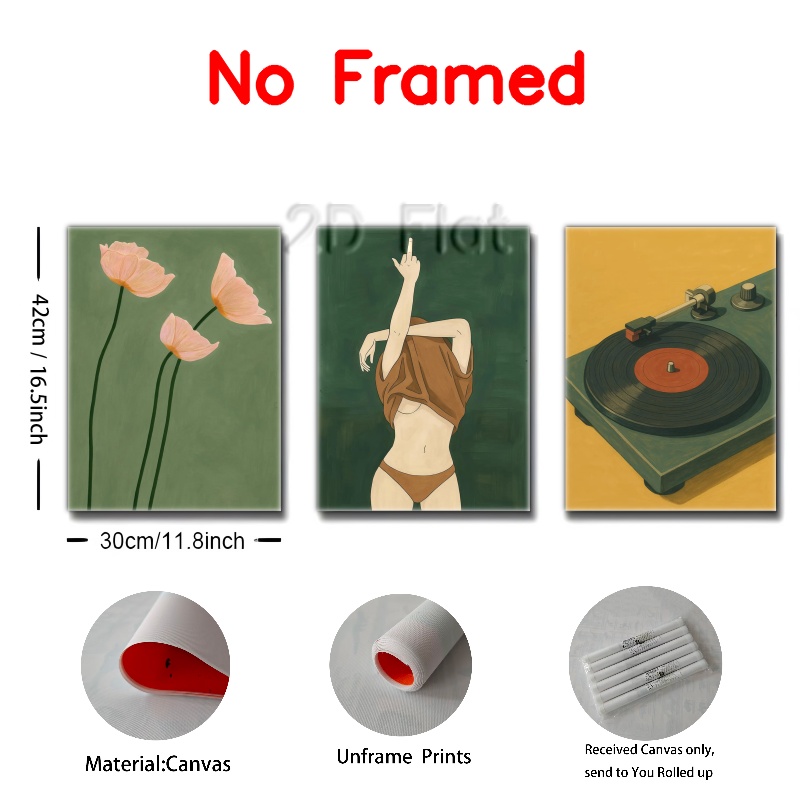 No Framed
2D Flat
42cm / 16.5inch
30cm/11.8inch
Material:Canvas
Unframe Prints
Received Canvas only,
send to You Rolled up